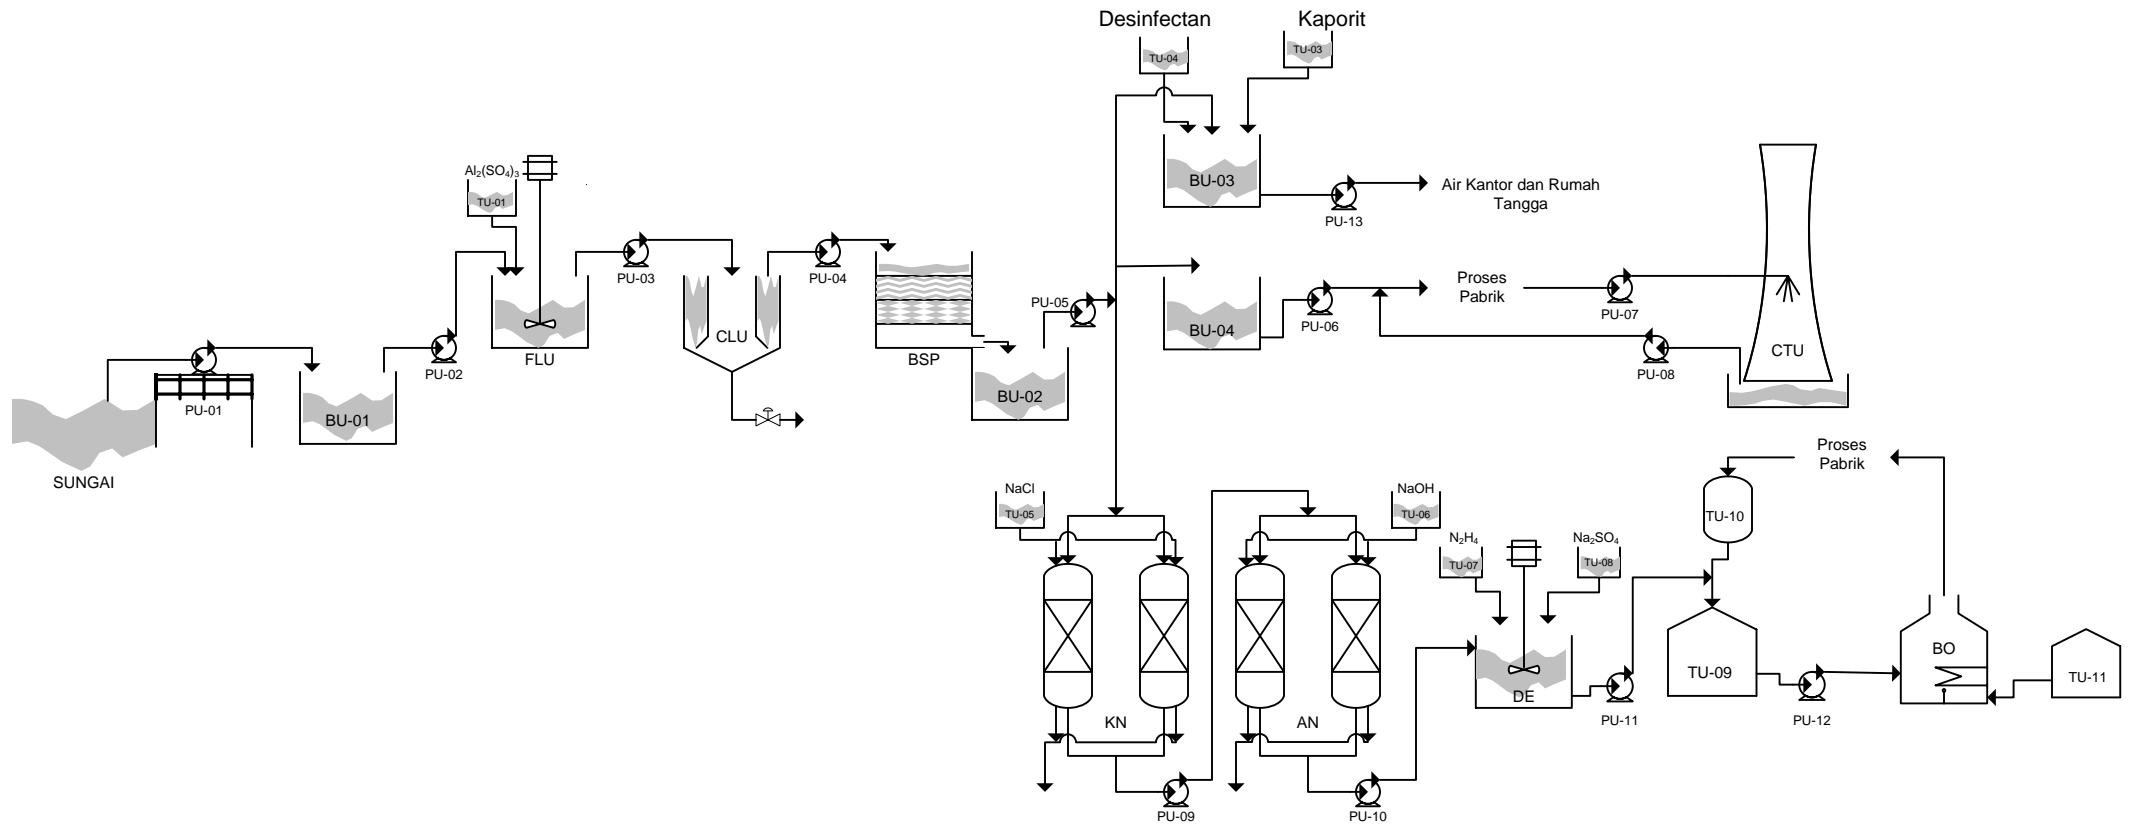 Desinfectan
Kaporit
TU-04
TU-03
BU-03
PU-13
Air Kantor dan Rumah
Tangga
Al₂(SO₄)₃
TU-01
PU-01
SUNGAI
BU-01
PU-02
FLU
PU-03
CLU
PU-04
BSP
BU-02
PU-05
BU-04
PU-06
Proses
Pabrik
PU-07
PU-08
CTU
NaCl
TU-05
KN
PU-09
NaOH
TU-06
AN
PU-10
N₂H₄
TU-07
Na₂SO₄
TU-08
DE
PU-11
Proses
Pabrik
TU-10
TU-09
PU-12
BO
TU-11